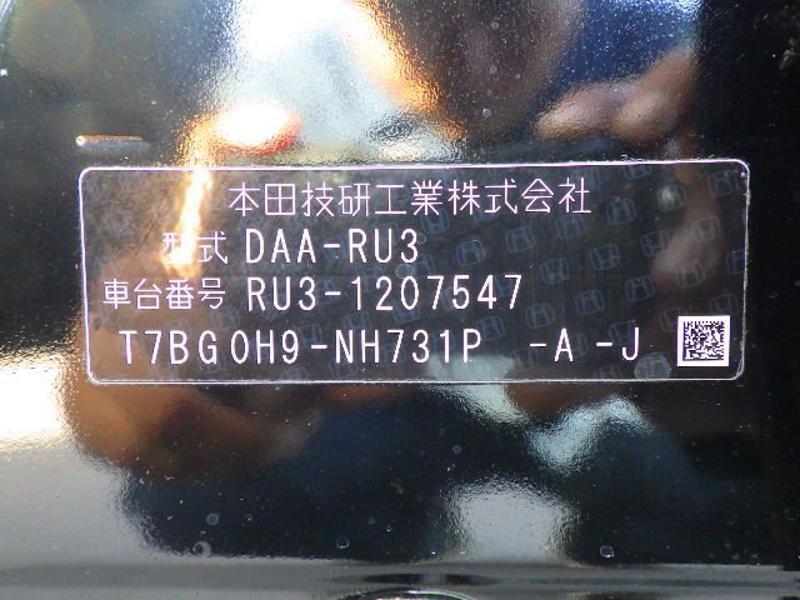 本田技研工業株式会社
型式 DAA-RU3
車台番号 RU3-1207547
T7BG0H9-NH731P -A-J